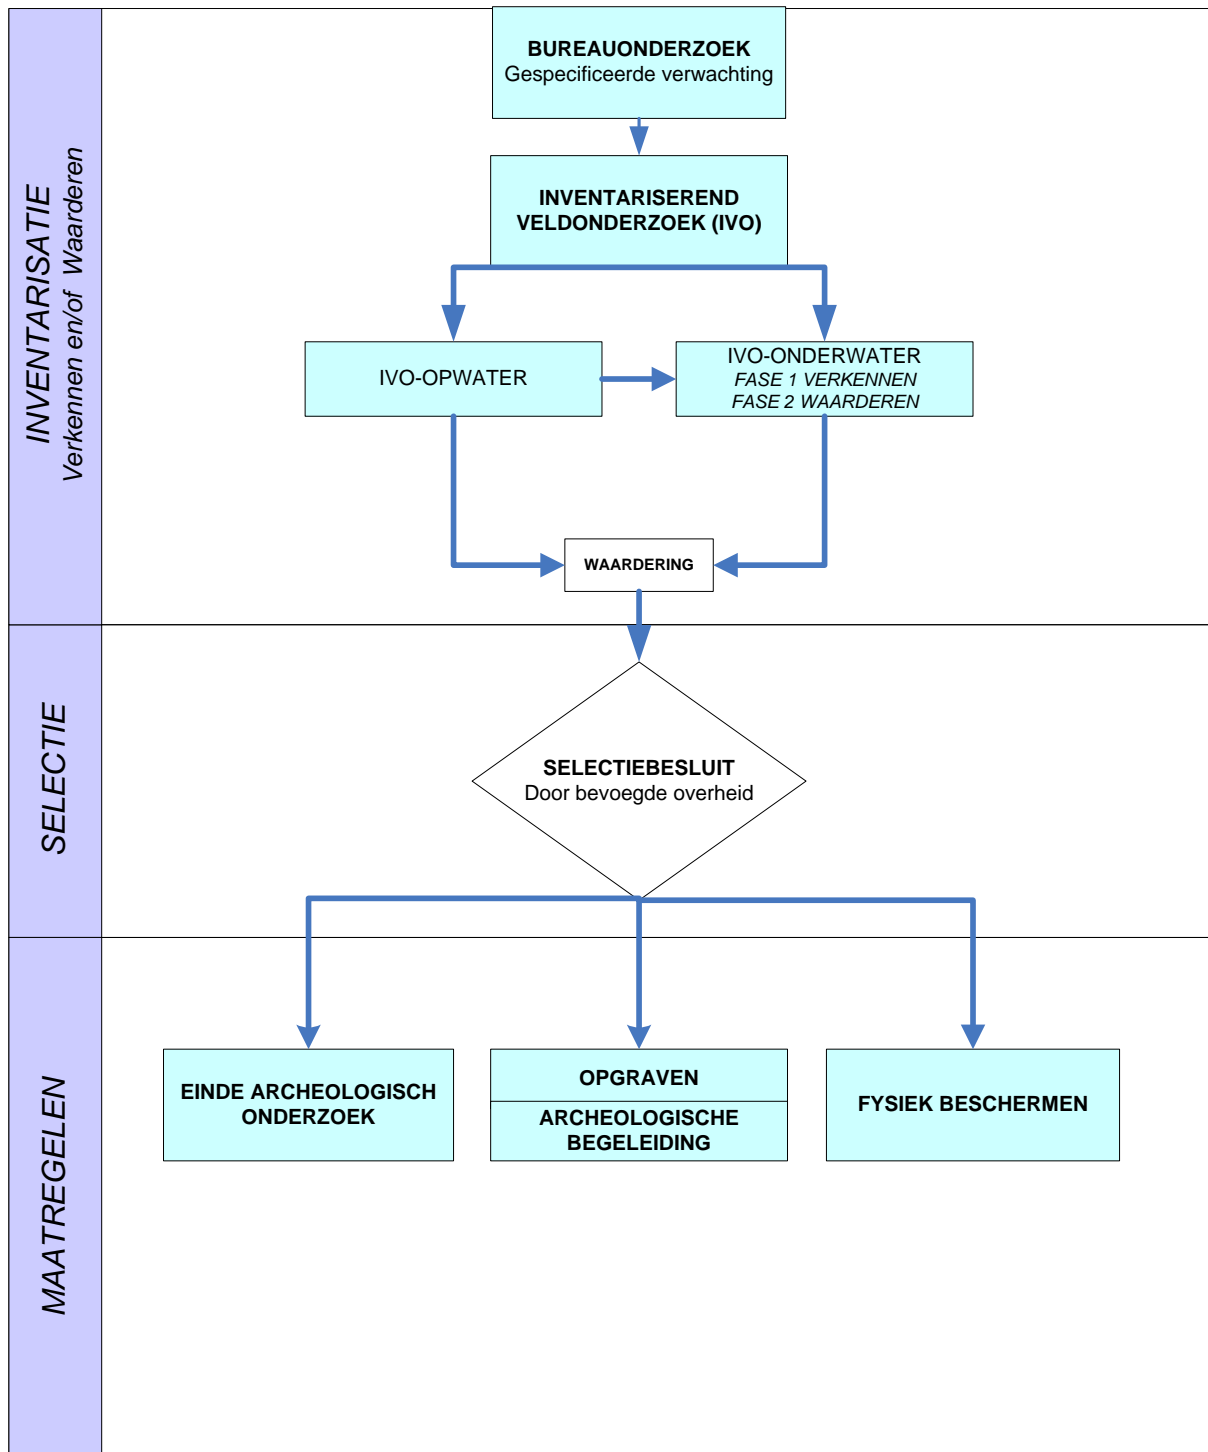 INVENTARISATIE
Verkennen en/of Waarderen
BUREAUONDERZOEK
Gespecificeerde verwachting
INVENTARISEREND
VELDONDERZOEK (IVO)
IVO-OPWATER
IVO-ONDERWATER
FASE 1 VERKENNEN
FASE 2 WAARDEREN
WAARDERING
SELECTIE
SELECTIEBESLUIT
Door bevoegde overheid
MAATREGELEN
EINDE ARCHEOLOGISCH
ONDERZOEK
OPGRAVEN
ARCHEOLOGISCHE
BEGELEIDING
FYSIEK BESCHERMEN